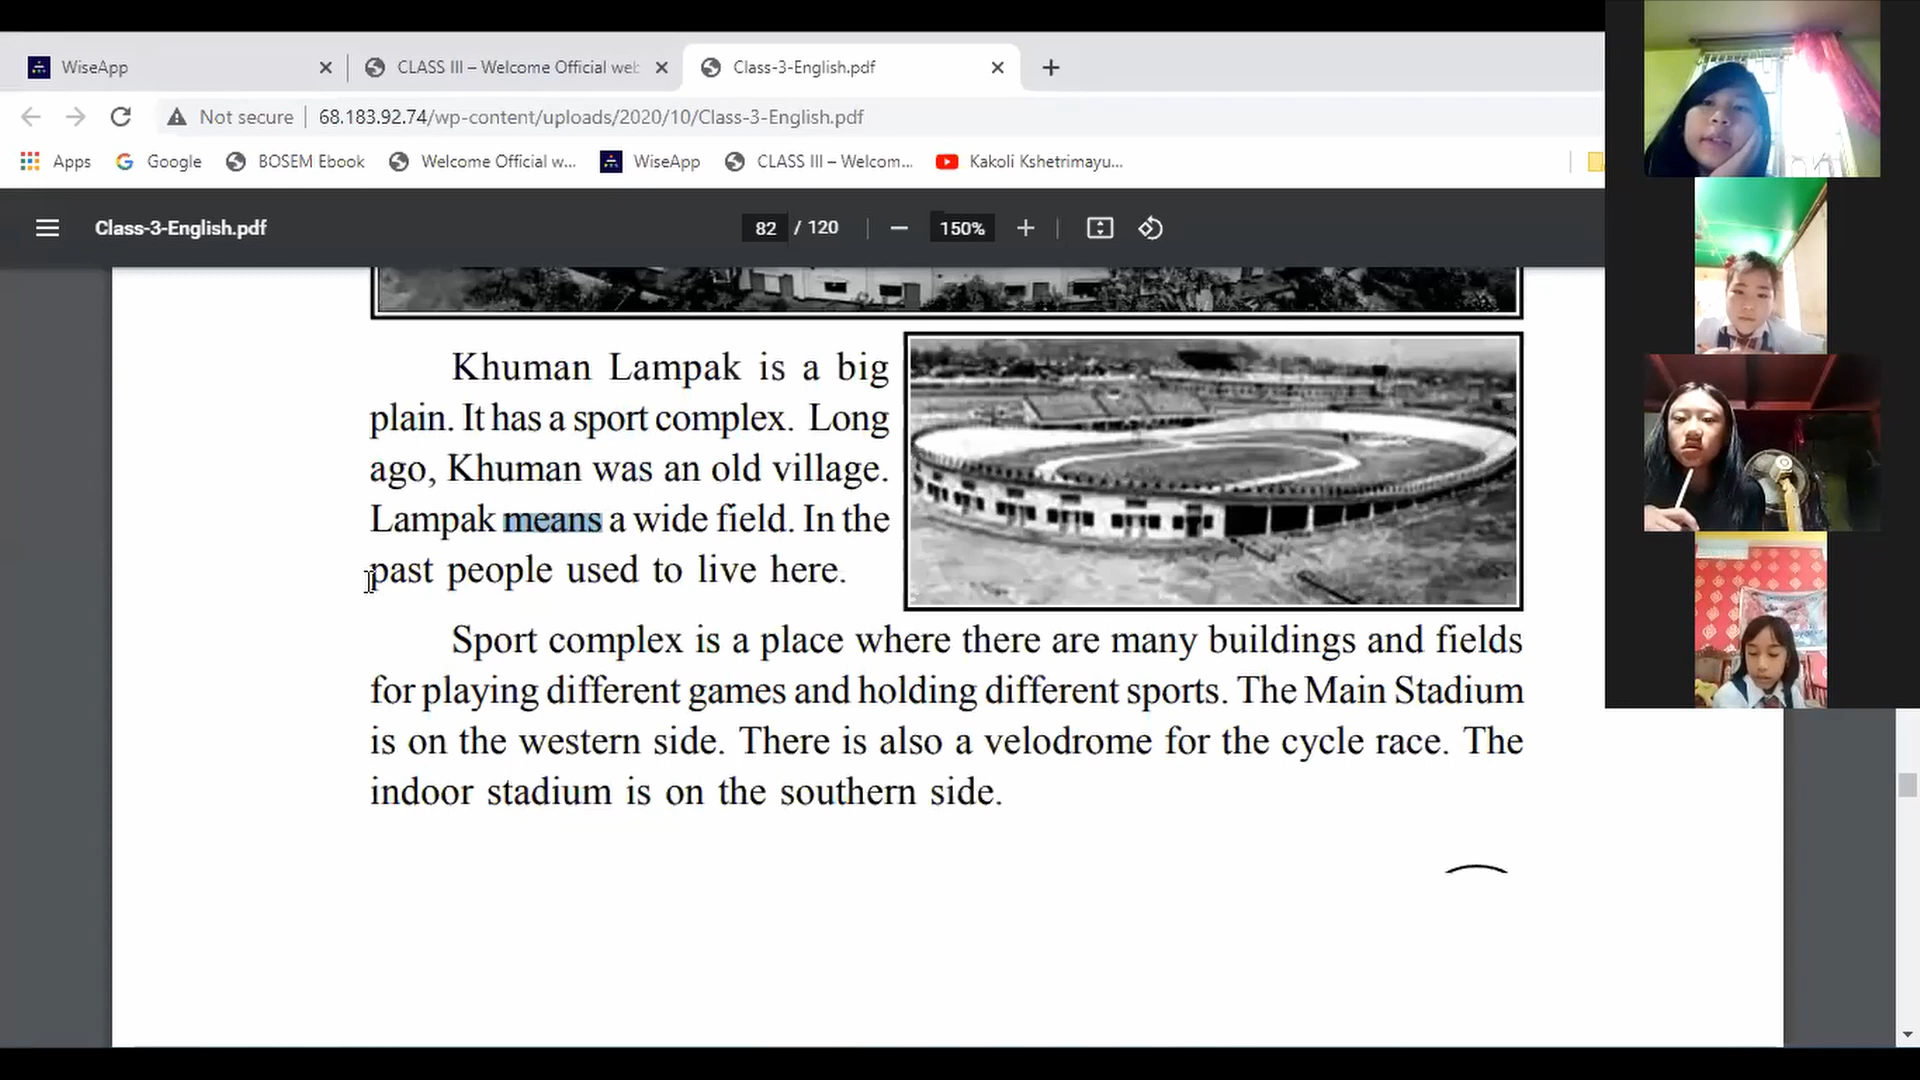 WiseApp
CLASS III – Welcome Official web
Class-3-English.pdf
Not secure
68.183.92.74/wp-content/uploads/2020/10/Class-3-English.pdf
Apps
Google
BOSEM Ebook
Welcome Official w...
WiseApp
CLASS III – Welcom...
Kakoli Kshetrimayu...
Class-3-English.pdf
82 / 120
150%
Khuman Lampak is a big
plain. It has a sport complex. Long
ago, Khuman was an old village.
Lampak means a wide field. In the
past people used to live here.
Sport complex is a place where there are many buildings and fields
for playing different games and holding different sports. The Main Stadium
is on the western side. There is also a velodrome for the cycle race. The
indoor stadium is on the southern side.